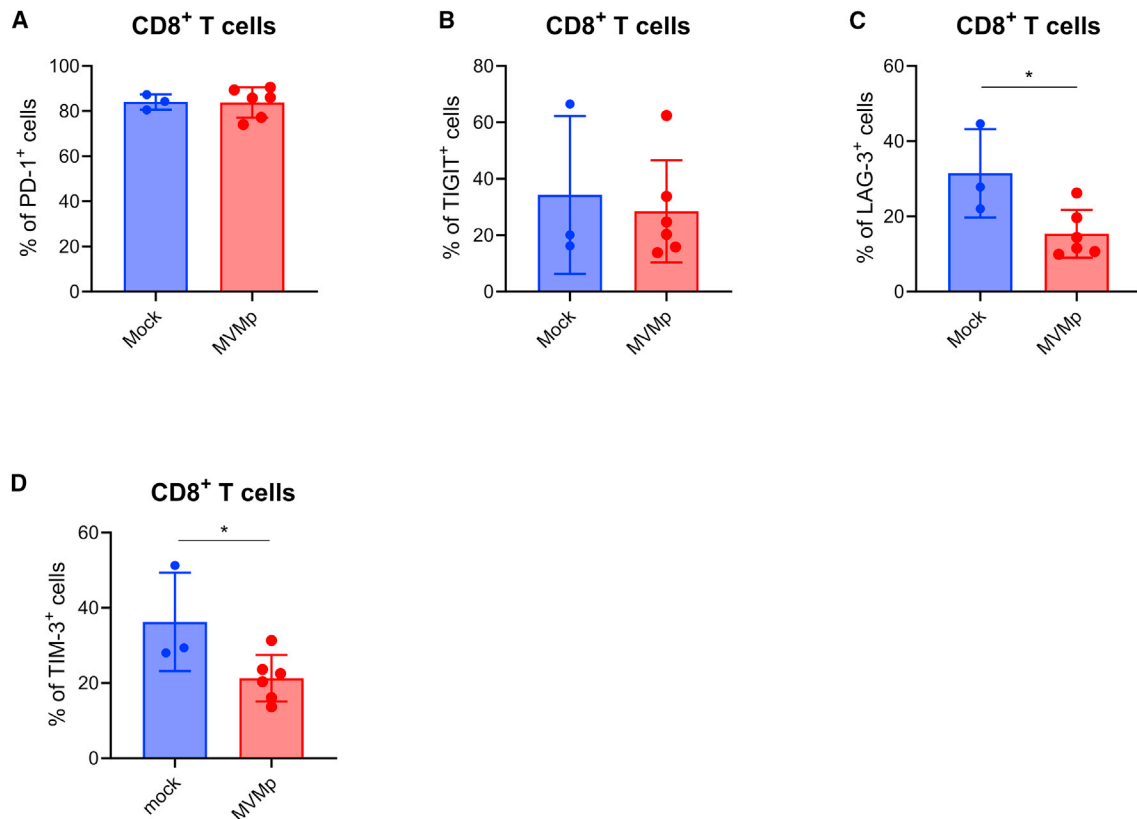 A
CD8⁺ T cells
% of PD-1⁺ cells
100
80
60
40
20
0
Mock
MVMp
B
CD8⁺ T cells
% of TIGIT⁺ cells
80
60
40
20
0
Mock
MVMp
C
CD8⁺ T cells
% of LAG-3⁺ cells
60
40
20
0
*
Mock
MVMp
D
CD8⁺ T cells
% of TIM-3⁺ cells
60
40
20
0
*
mock
MVMp